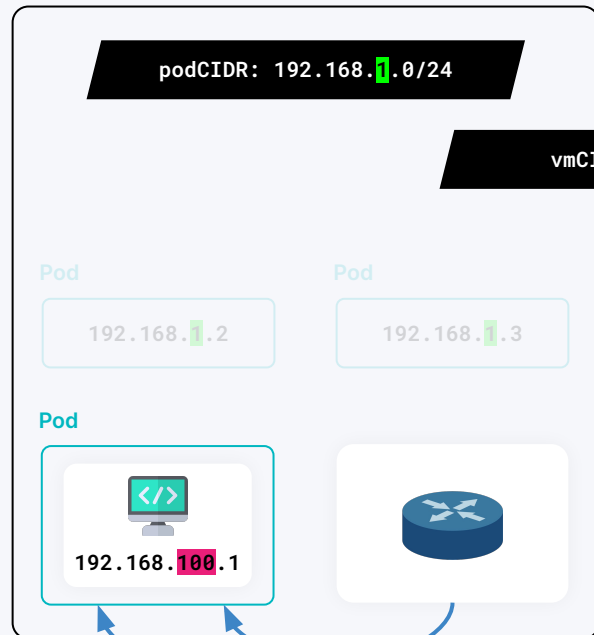 podCIDR: 192.168.1.0/24
vmCI
Pod
Pod
192.168.1.2
192.168.1.3
Pod
</>
192.168.100.1